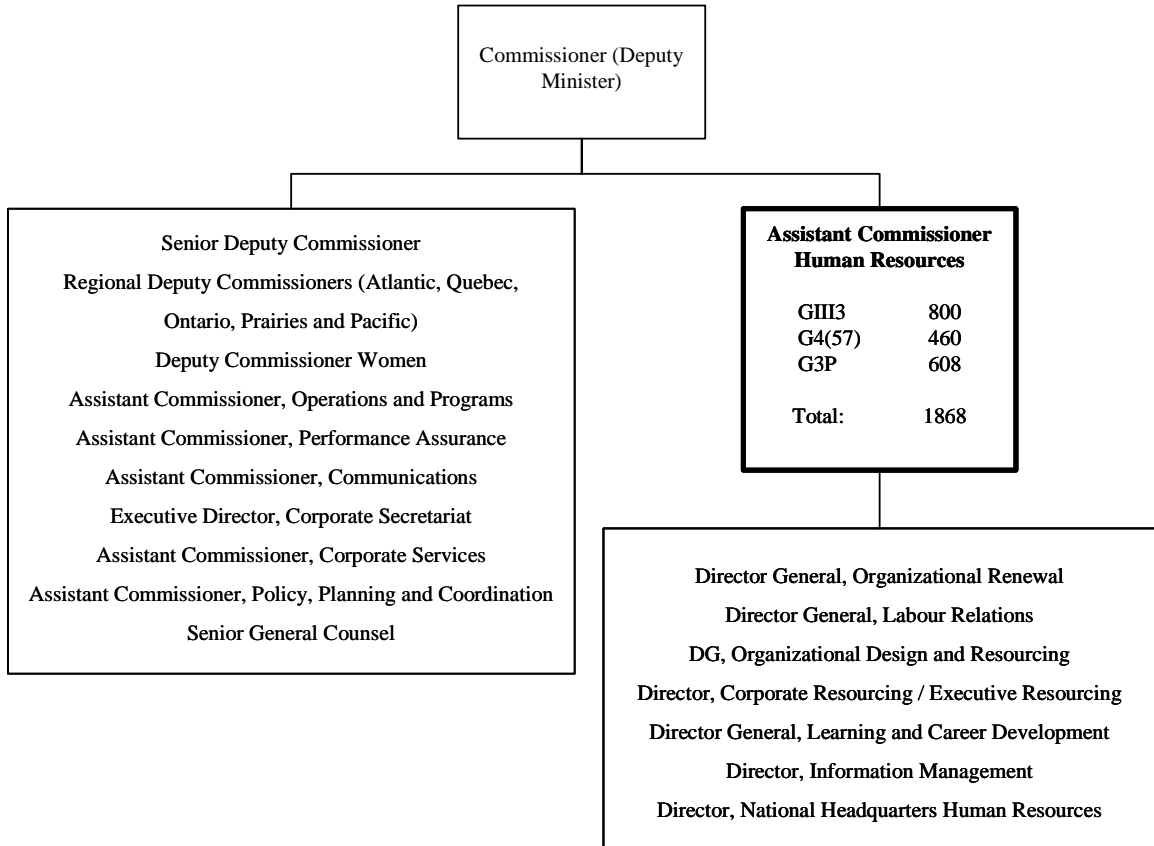 Commissioner (Deputy
Minister)
Senior Deputy Commissioner
Regional Deputy Commissioners (Atlantic, Quebec,
Ontario, Prairies and Pacific)
Deputy Commissioner Women
Assistant Commissioner, Operations and Programs
Assistant Commissioner, Performance Assurance
Assistant Commissioner, Communications
Executive Director, Corporate Secretariat
Assistant Commissioner, Corporate Services
Assistant Commissioner, Policy, Planning and Coordination
Senior General Counsel
Assistant Commissioner
Human Resources
GIII3 800
G4(57) 460
G3P 608
Total: 1868
Director General, Organizational Renewal
Director General, Labour Relations
DG, Organizational Design and Resourcing
Director, Corporate Resourcing / Executive Resourcing
Director General, Learning and Career Development
Director, Information Management
Director, National Headquarters Human Resources